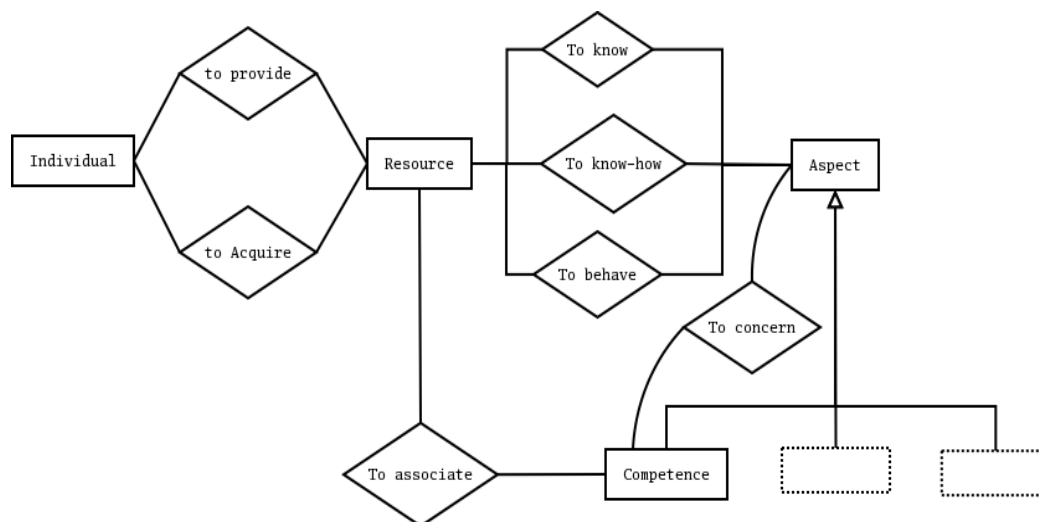 To know
to provide
Individual
Resource
To know-how
Aspect
to Acquire
To behave
To concern
To associate
Competence